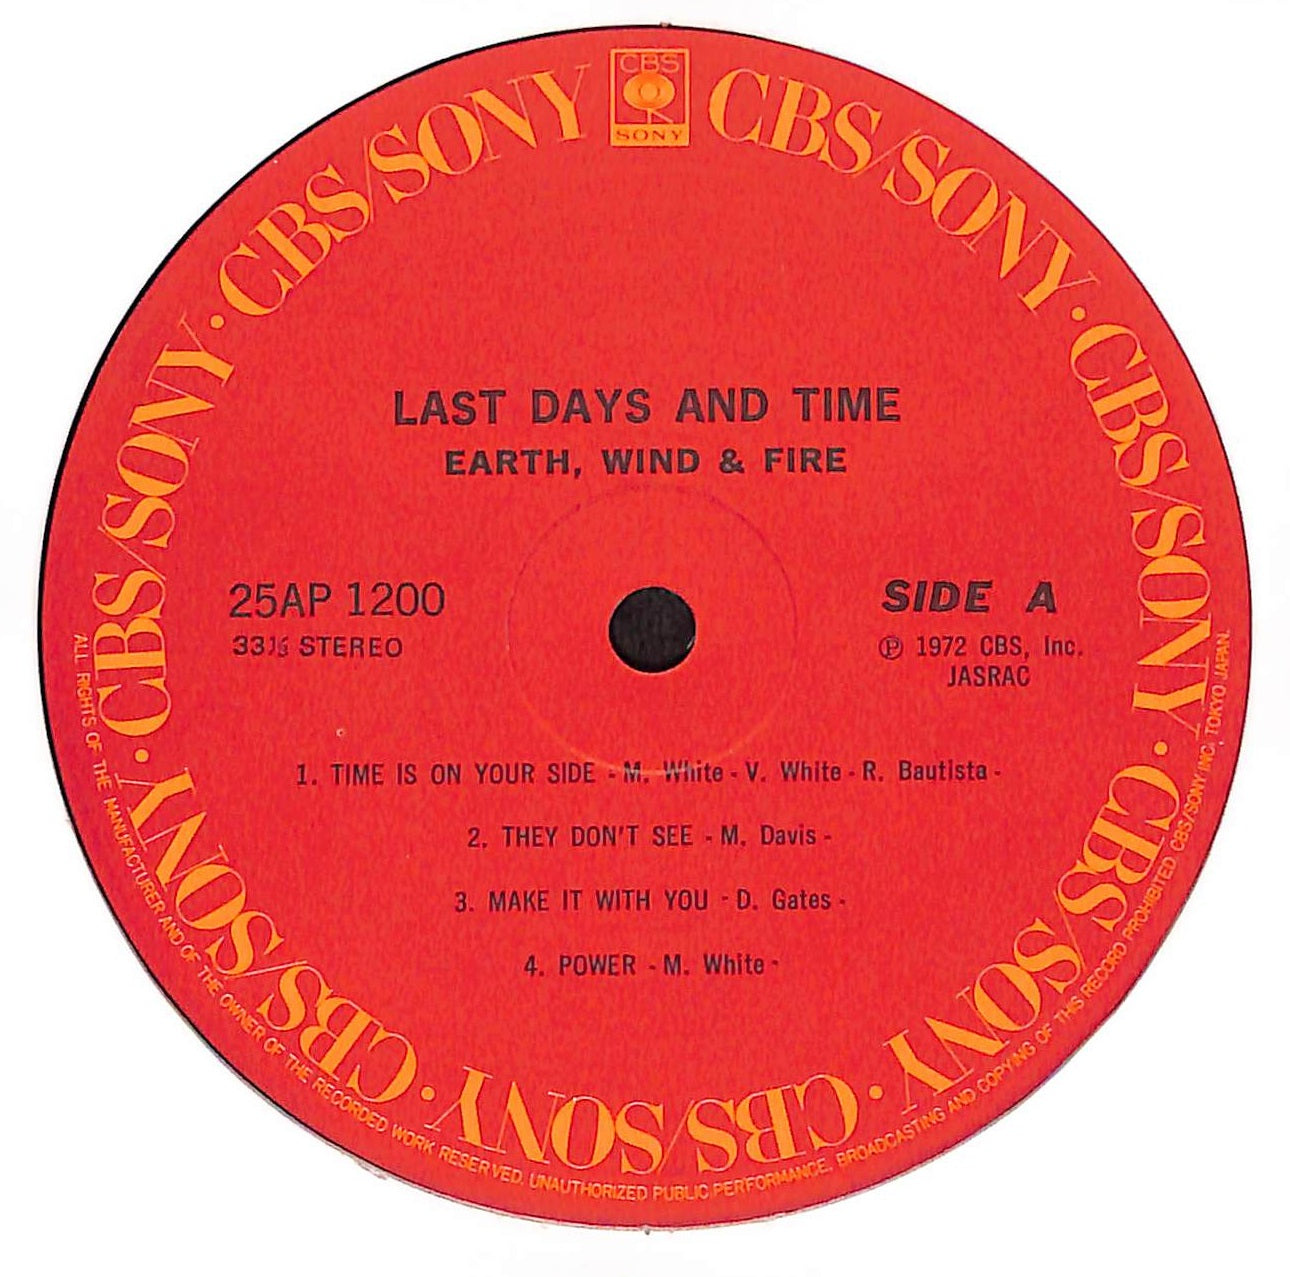 CBS
SONY
CBS/SONY · CBS/SONY · CBS/SONY · CBS/SONY · CBS/SONY · CBS/SONY · CBS/SONY
LAST DAYS AND TIME
EARTH, WIND & FIRE
25AP 1200
33⅓ STEREO
SIDE A
℗ 1972 CBS, Inc.
JASRAC
1. TIME IS ON YOUR SIDE - M. White - V. White - R. Bautista -
2. THEY DON'T SEE - M. Davis -
3. MAKE IT WITH YOU - D. Gates -
4. POWER - M. White -
ALL RIGHTS OF THE MANUFACTURER AND OF THE OWNER OF THE RECORDED WORK RESERVED. UNAUTHORIZED PUBLIC PERFORMANCE, BROADCASTING AND COPYING OF THIS RECORD PROHIBITED CBS/SONY INC. TOKYO JAPAN.